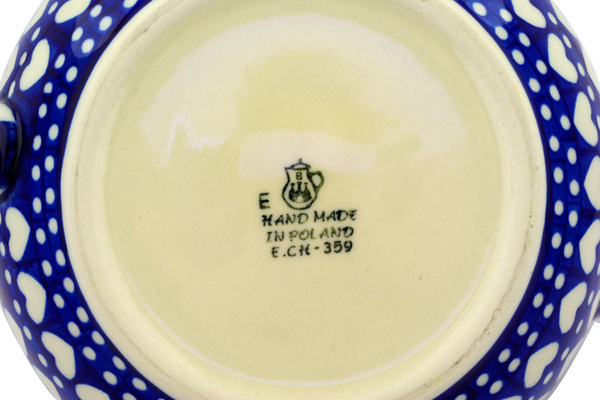 B
E
HAND MADE
IN POLAND
E.CH-359